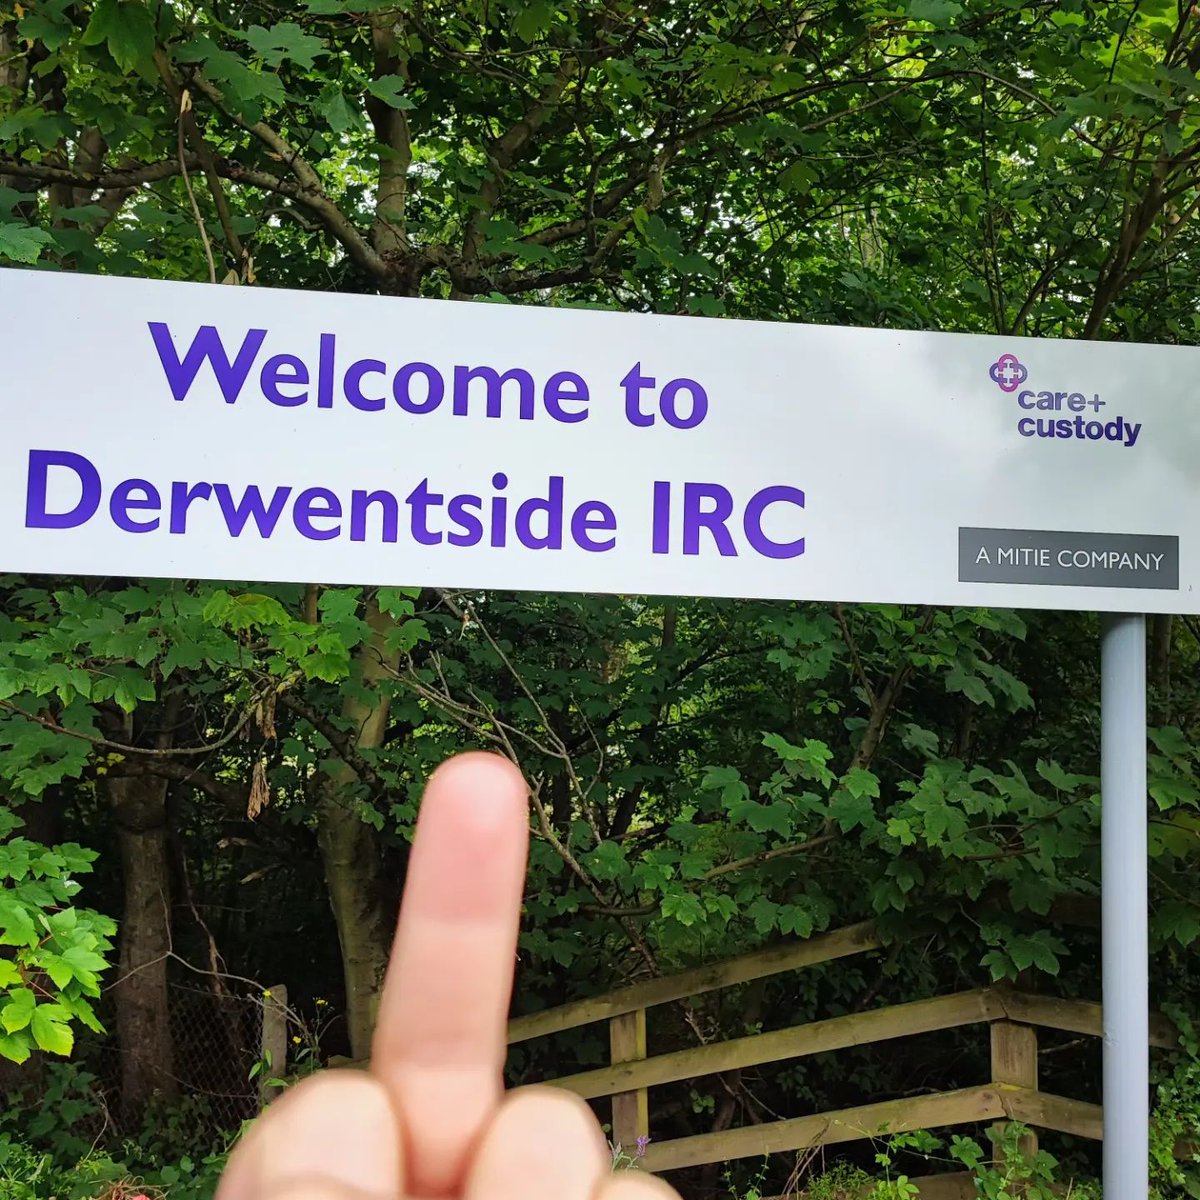 Welcome to
Derwentside IRC
care+
custody
A MITIE COMPANY